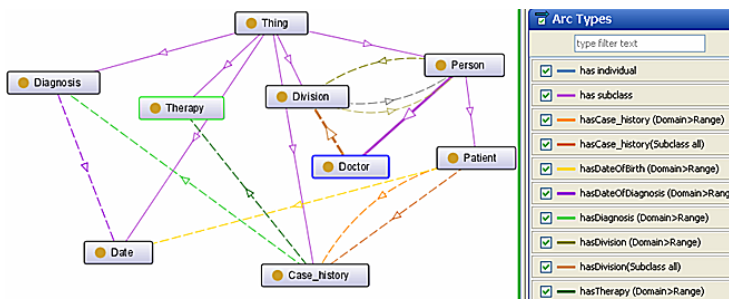 Thing
Diagnosis
Person
Therapy
Division
Doctor
Patient
Date
Case_history
Arc Types
type filter text
has individual
has subclass
hasCase_history (Domain>Range)
hasCase_history(Subclass all)
hasDateOfBirth (Domain>Range)
hasDateOfDiagnosis (Domain>Rang
hasDiagnosis (Domain>Range)
hasDivision (Domain>Range)
hasDivision(Subclass all)
hasTherapy (Domain>Range)